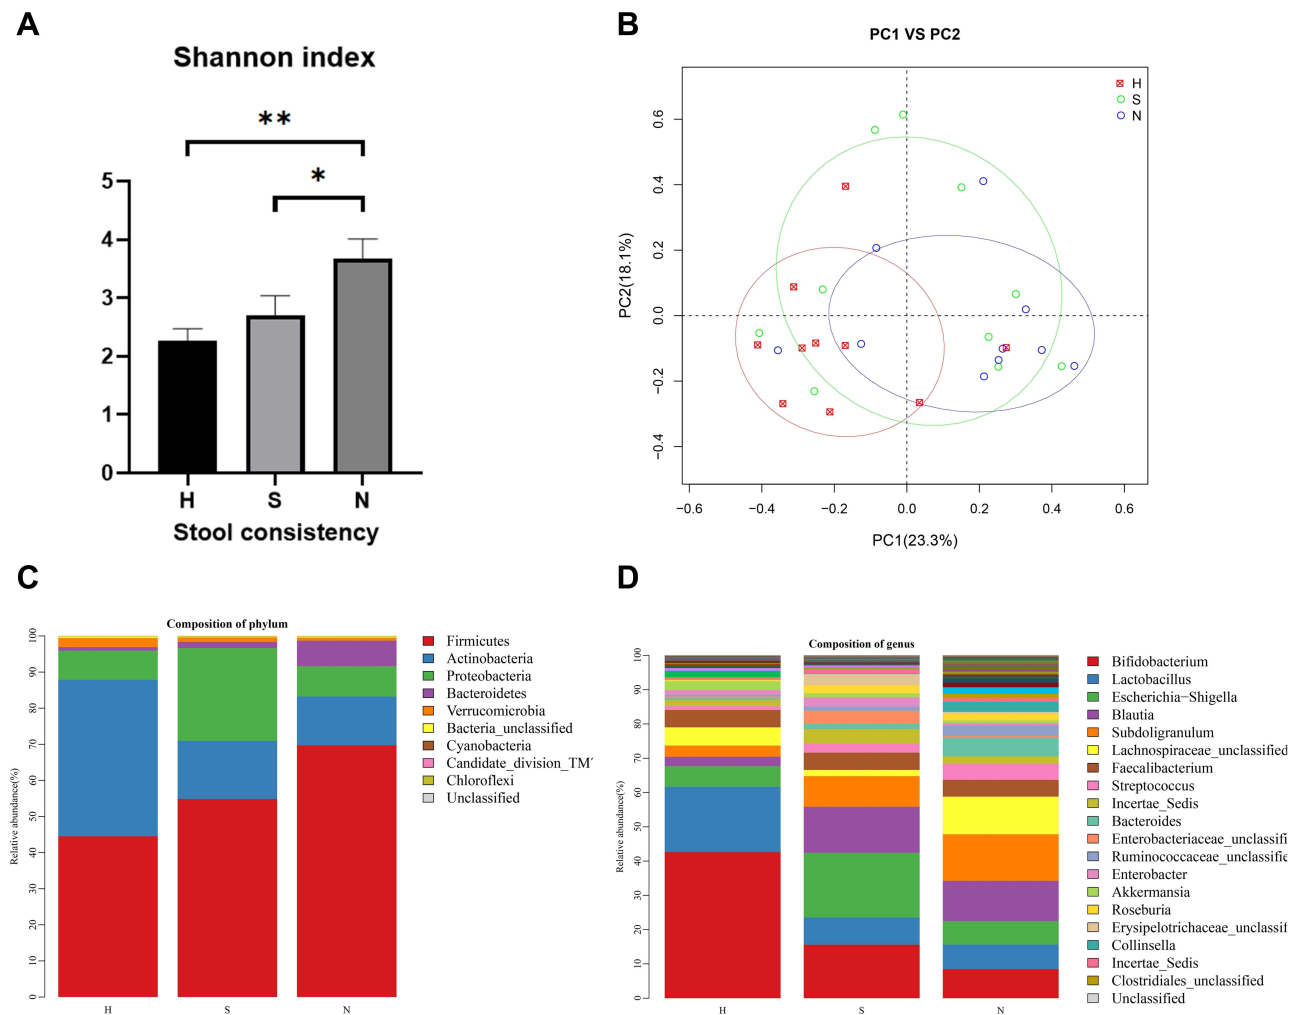 A
Shannon index
**
*
5
4
3
2
1
0
H S N
Stool consistency
B
PC1 VS PC2
H
S
N
PC2(18.1%)
0.6
0.4
0.2
0.0
−0.2
−0.4
−0.6 −0.4 −0.2 0.0 0.2 0.4 0.6
PC1(23.3%)
C
Composition of phylum
Relative abundance(%)
100
90
80
70
60
50
40
30
20
10
0
H S N
Firmicutes
Actinobacteria
Proteobacteria
Bacteroidetes
Verrucomicrobia
Bacteria_unclassified
Cyanobacteria
Candidate_division_TM7
Chloroflexi
Unclassified
D
Composition of genus
Relative abundance(%)
100
90
80
70
60
50
40
30
20
10
0
H S N
Bifidobacterium
Lactobacillus
Escherichia−Shigella
Blautia
Subdoligranulum
Lachnospiraceae_unclassified
Faecalibacterium
Streptococcus
Incertae_Sedis
Bacteroides
Enterobacteriaceae_unclassifi
Ruminococcaceae_unclassifie
Enterobacter
Akkermansia
Roseburia
Erysipelotrichaceae_unclassif
Collinsella
Incertae_Sedis
Clostridiales_unclassified
Unclassified